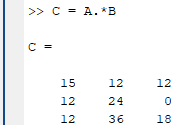 >> C = A.*B
C =
15 12 12
12 24 0
12 36 18